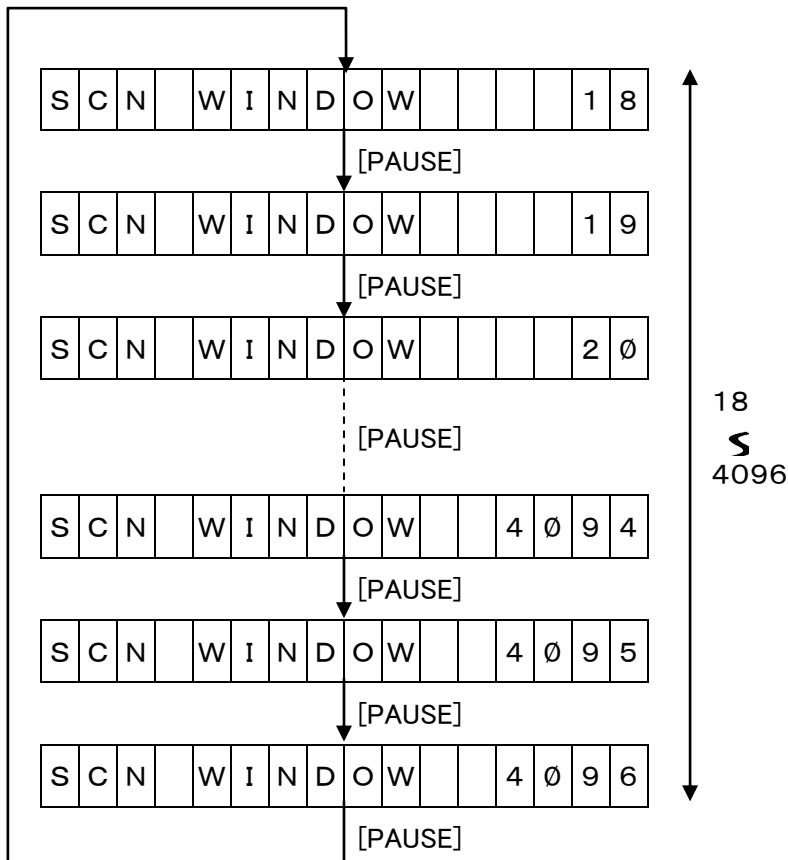 SCN WINDOW 18
[PAUSE]
SCN WINDOW 19
[PAUSE]
SCN WINDOW 2Ø
[PAUSE]
18
S
4096
SCN WINDOW 4Ø94
[PAUSE]
SCN WINDOW 4Ø95
[PAUSE]
SCN WINDOW 4Ø96
[PAUSE]